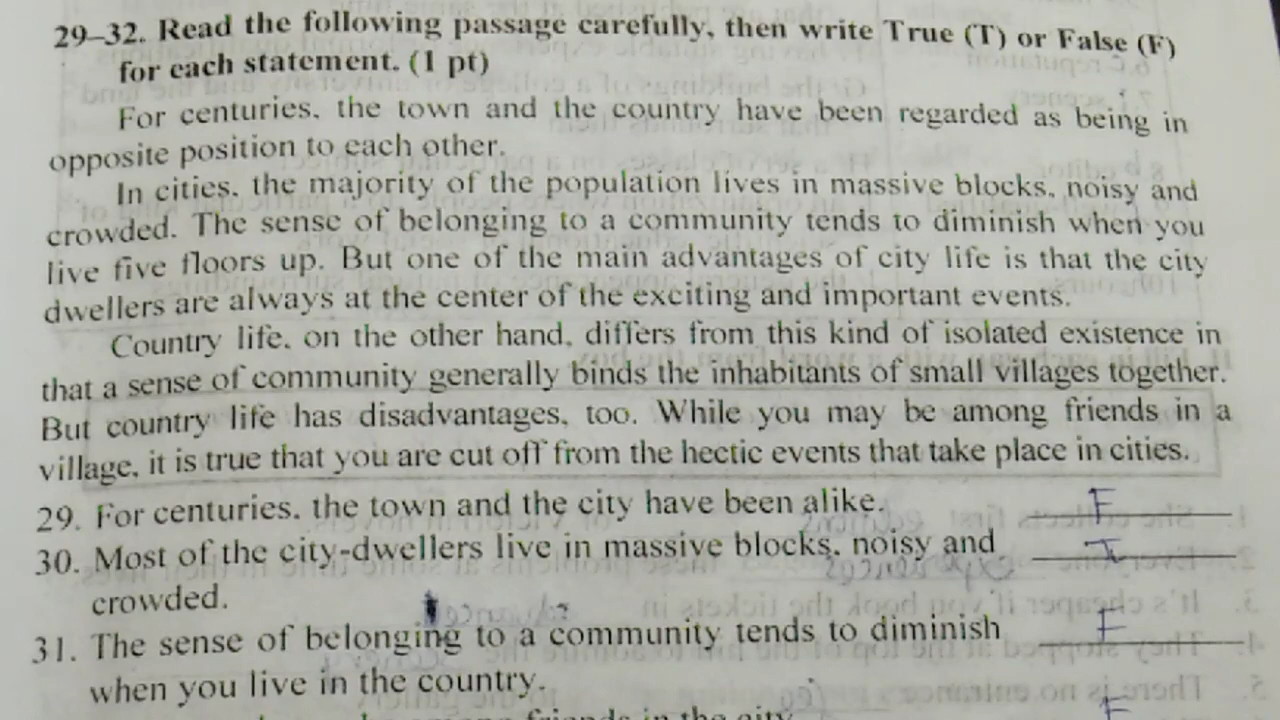 29–32. Read the following passage carefully, then write True (T) or False (F)
for each statement. (1 pt)
For centuries, the town and the country have been regarded as being in
opposite position to each other.
In cities, the majority of the population lives in massive blocks, noisy and
crowded. The sense of belonging to a community tends to diminish when you
live five floors up. But one of the main advantages of city life is that the city
dwellers are always at the center of the exciting and important events.
Country life, on the other hand, differs from this kind of isolated existence in
that a sense of community generally binds the inhabitants of small villages together.
But country life has disadvantages, too. While you may be among friends in a
village, it is true that you are cut off from the hectic events that take place in cities.
29. For centuries, the town and the city have been alike. F
30. Most of the city-dwellers live in massive blocks, noisy and T
crowded.
31. The sense of belonging to a community tends to diminish F
when you live in the country.
friends in the city F